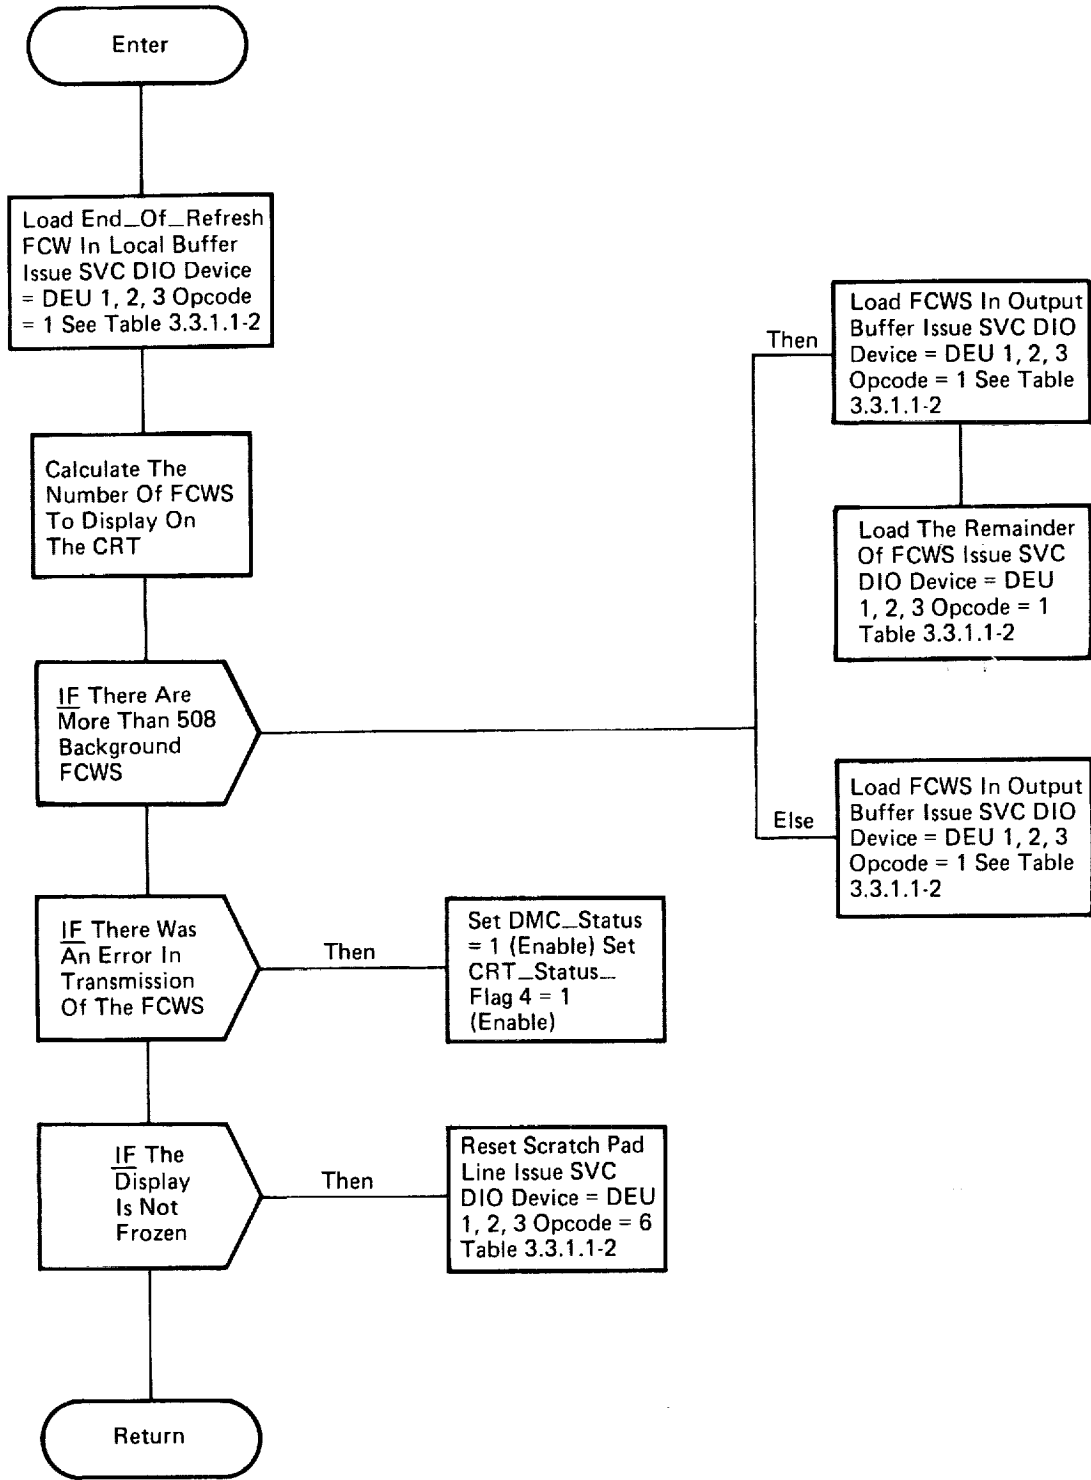 Enter
Load End_Of_Refresh
FCW In Local Buffer
Issue SVC DIO Device
= DEU 1, 2, 3 Opcode
= 1 See Table 3.3.1.1-2
Calculate The
Number Of FCWS
To Display On
The CRT
IF There Are
More Than 508
Background
FCWS
Then
Load FCWS In Output
Buffer Issue SVC DIO
Device = DEU 1, 2, 3
Opcode = 1 See Table
3.3.1.1-2
Load The Remainder
Of FCWS Issue SVC
DIO Device = DEU
1, 2, 3 Opcode = 1
Table 3.3.1.1-2
Else
Load FCWS In Output
Buffer Issue SVC DIO
Device = DEU 1, 2, 3
Opcode = 1 See Table
3.3.1.1-2
IF There Was
An Error In
Transmission
Of The FCWS
Then
Set DMC_Status
= 1 (Enable) Set
CRT_Status_
Flag 4 = 1
(Enable)
IF The
Display
Is Not
Frozen
Then
Reset Scratch Pad
Line Issue SVC
DIO Device = DEU
1, 2, 3 Opcode = 6
Table 3.3.1.1-2
Return